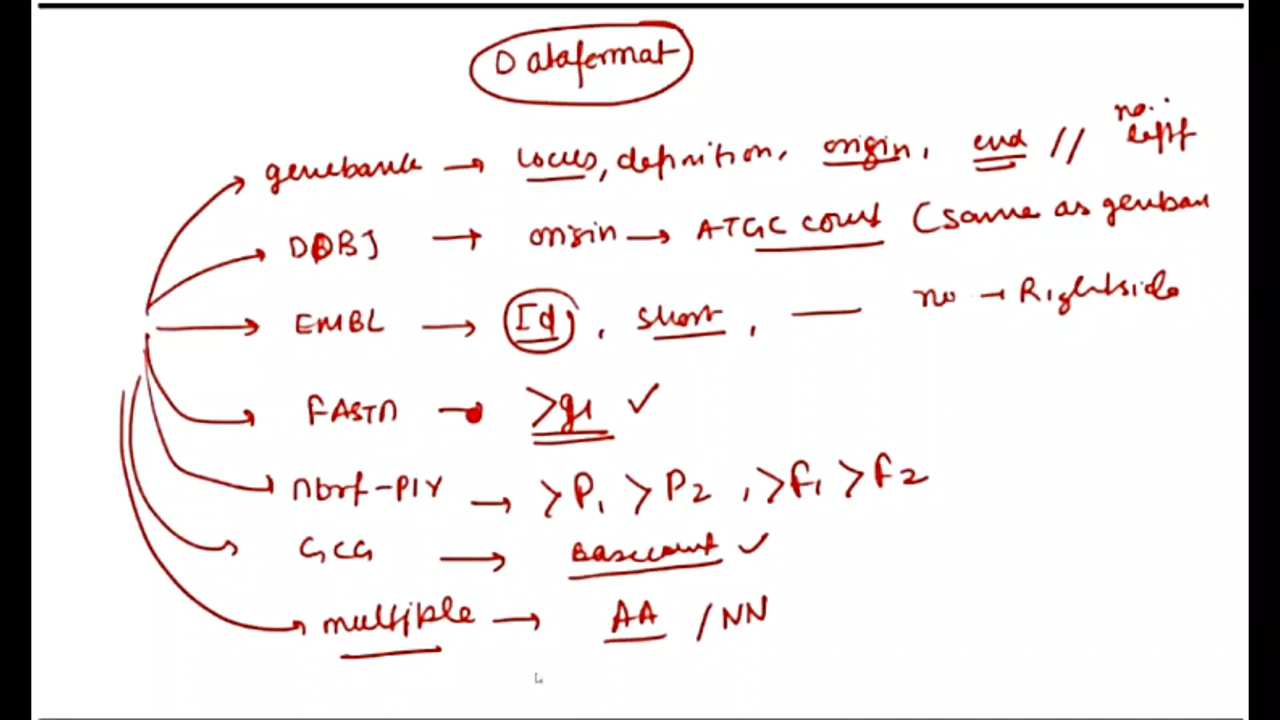 Dataformat
genebank → Locus, definition, origin, end // no. left
DDBJ → origin → ATGC count (same as genban
EMBL → Id, short, — no → Rightside
FASTA → >gi ✓
nbrf-PIR → >P1 >P2, >F1 >F2
GCG → Basecount ✓
multiple → AA / NN